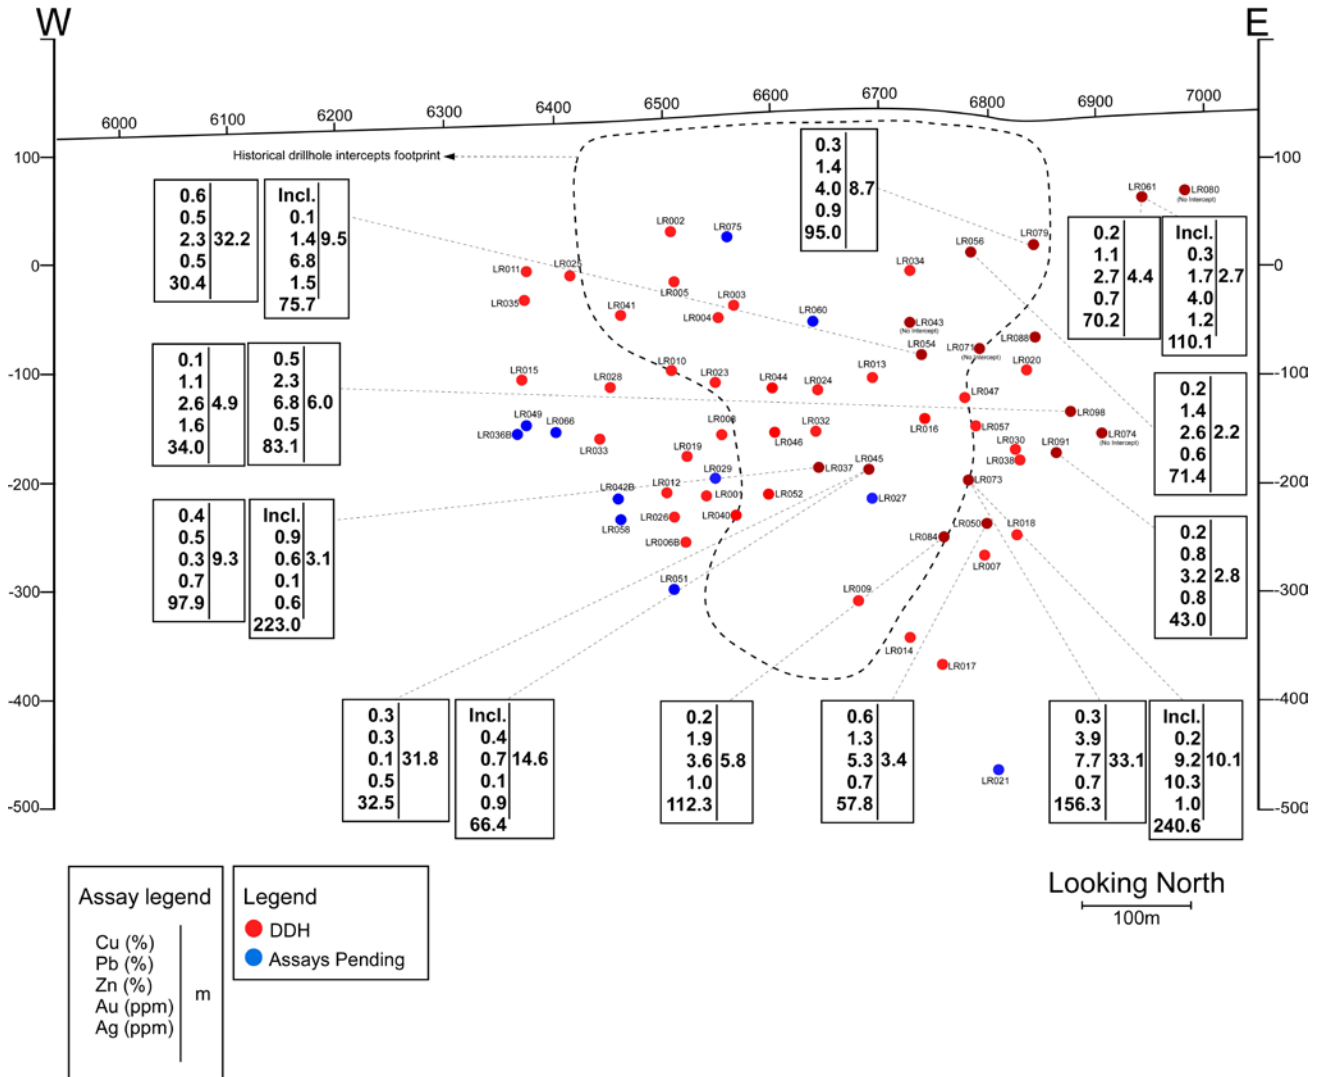 W
E
6000
6100
6200
6300
6400
6500
6600
6700
6800
6900
7000
100
0
-100
-200
-300
-400
-500
100
0
-100
-200
-300
-400
-500
Historical drillhole intercepts footprint
0.6
0.5
2.3 32.2
0.5
30.4
Incl.
0.1
1.4 9.5
6.8
1.5
75.7
0.3
1.4
4.0 8.7
0.9
95.0
0.2
1.1
2.7 4.4
0.7
70.2
Incl.
0.3
1.7 2.7
4.0
1.2
110.1
0.1
1.1
2.6 4.9
1.6
34.0
0.5
2.3
6.8 6.0
0.5
83.1
0.2
1.4
2.6 2.2
0.6
71.4
0.4
0.5
0.3 9.3
0.7
97.9
Incl.
0.9
0.6 3.1
0.1
0.6
223.0
0.2
0.8
3.2 2.8
0.8
43.0
0.3
0.3
0.1 31.8
0.5
32.5
Incl.
0.4
0.7 14.6
0.1
0.9
66.4
0.2
1.9
3.6 5.8
1.0
112.3
0.6
1.3
5.3 3.4
0.7
57.8
0.3
3.9
7.7 33.1
0.7
156.3
Incl.
0.2
9.2 10.1
10.3
1.0
240.6
LR061
LR080
(No Intercept)
LR002
LR075
LR079
LR056
LR011
LR025
LR034
LR005
LR035
LR003
LR041
LR004
LR060
LR043
(No Intercept)
LR054
LR071
(No Intercept)
LR088
LR010
LR013
LR020
LR015
LR028
LR023
LR044
LR024
LR047
LR098
LR049
LR066
LR036B
LR033
LR008
LR046
LR032
LR016
LR057
LR074
(No Intercept)
LR030
LR038
LR091
LR019
LR029
LR037
LR045
LR073
LR042B
LR012
LR001
LR052
LR027
LR058
LR026
LR040
LR050
LR018
LR006B
LR084
LR007
LR051
LR009
LR014
LR017
LR021
Assay legend
Cu (%)
Pb (%)
Zn (%)
Au (ppm)
Ag (ppm)
m
Legend
DDH
Assays Pending
Looking North
100m